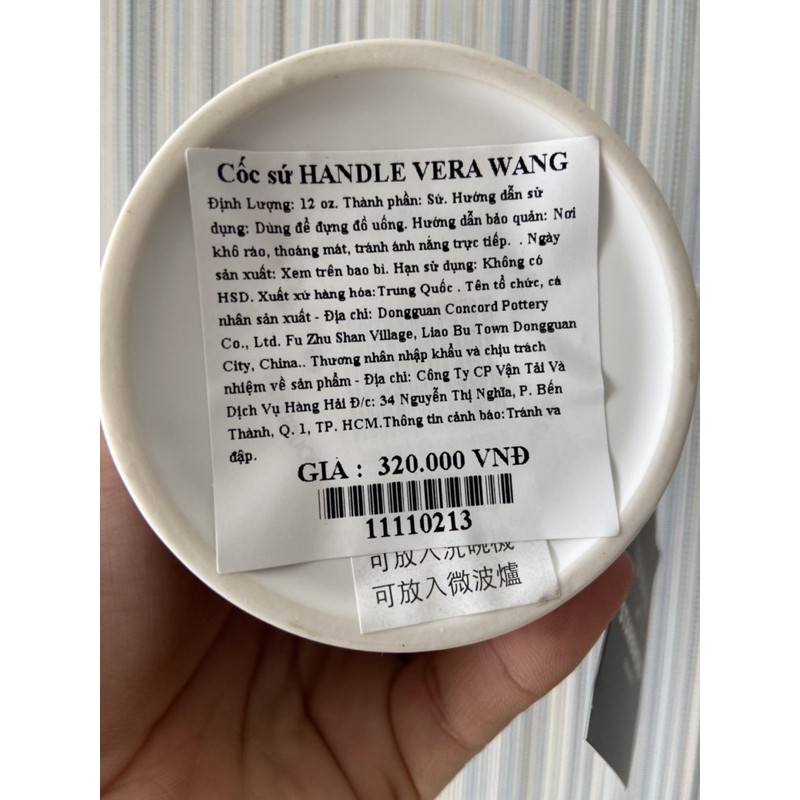 Cốc sứ HANDLE VERA WANG
Định Lượng: 12 oz. Thành phần: Sứ. Hướng dẫn sử
dụng: Dùng để đựng đồ uống. Hướng dẫn bảo quản: Nơi
khô ráo, thoáng mát, tránh ánh nắng trực tiếp. . Ngày
sản xuất: Xem trên bao bì. Hạn sử dụng: Không có
HSD. Xuất xứ hàng hóa: Trung Quốc . Tên tổ chức, cá
nhân sản xuất - Địa chỉ: Dongguan Concord Pottery
Co., Ltd. Fu Zhu Shan Village, Liao Bu Town Dongguan
City, China.. Thương nhân nhập khẩu và chịu trách
nhiệm về sản phẩm - Địa chỉ: Công Ty CP Vận Tải Và
Dịch Vụ Hàng Hải Đ/c: 34 Nguyễn Thị Nghĩa, P. Bến
Thành, Q. 1, TP. HCM.Thông tin cảnh báo: Tránh va
đập.
GIÁ : 320.000 VNĐ
11110213
可放入洗碗機
可放入微波爐